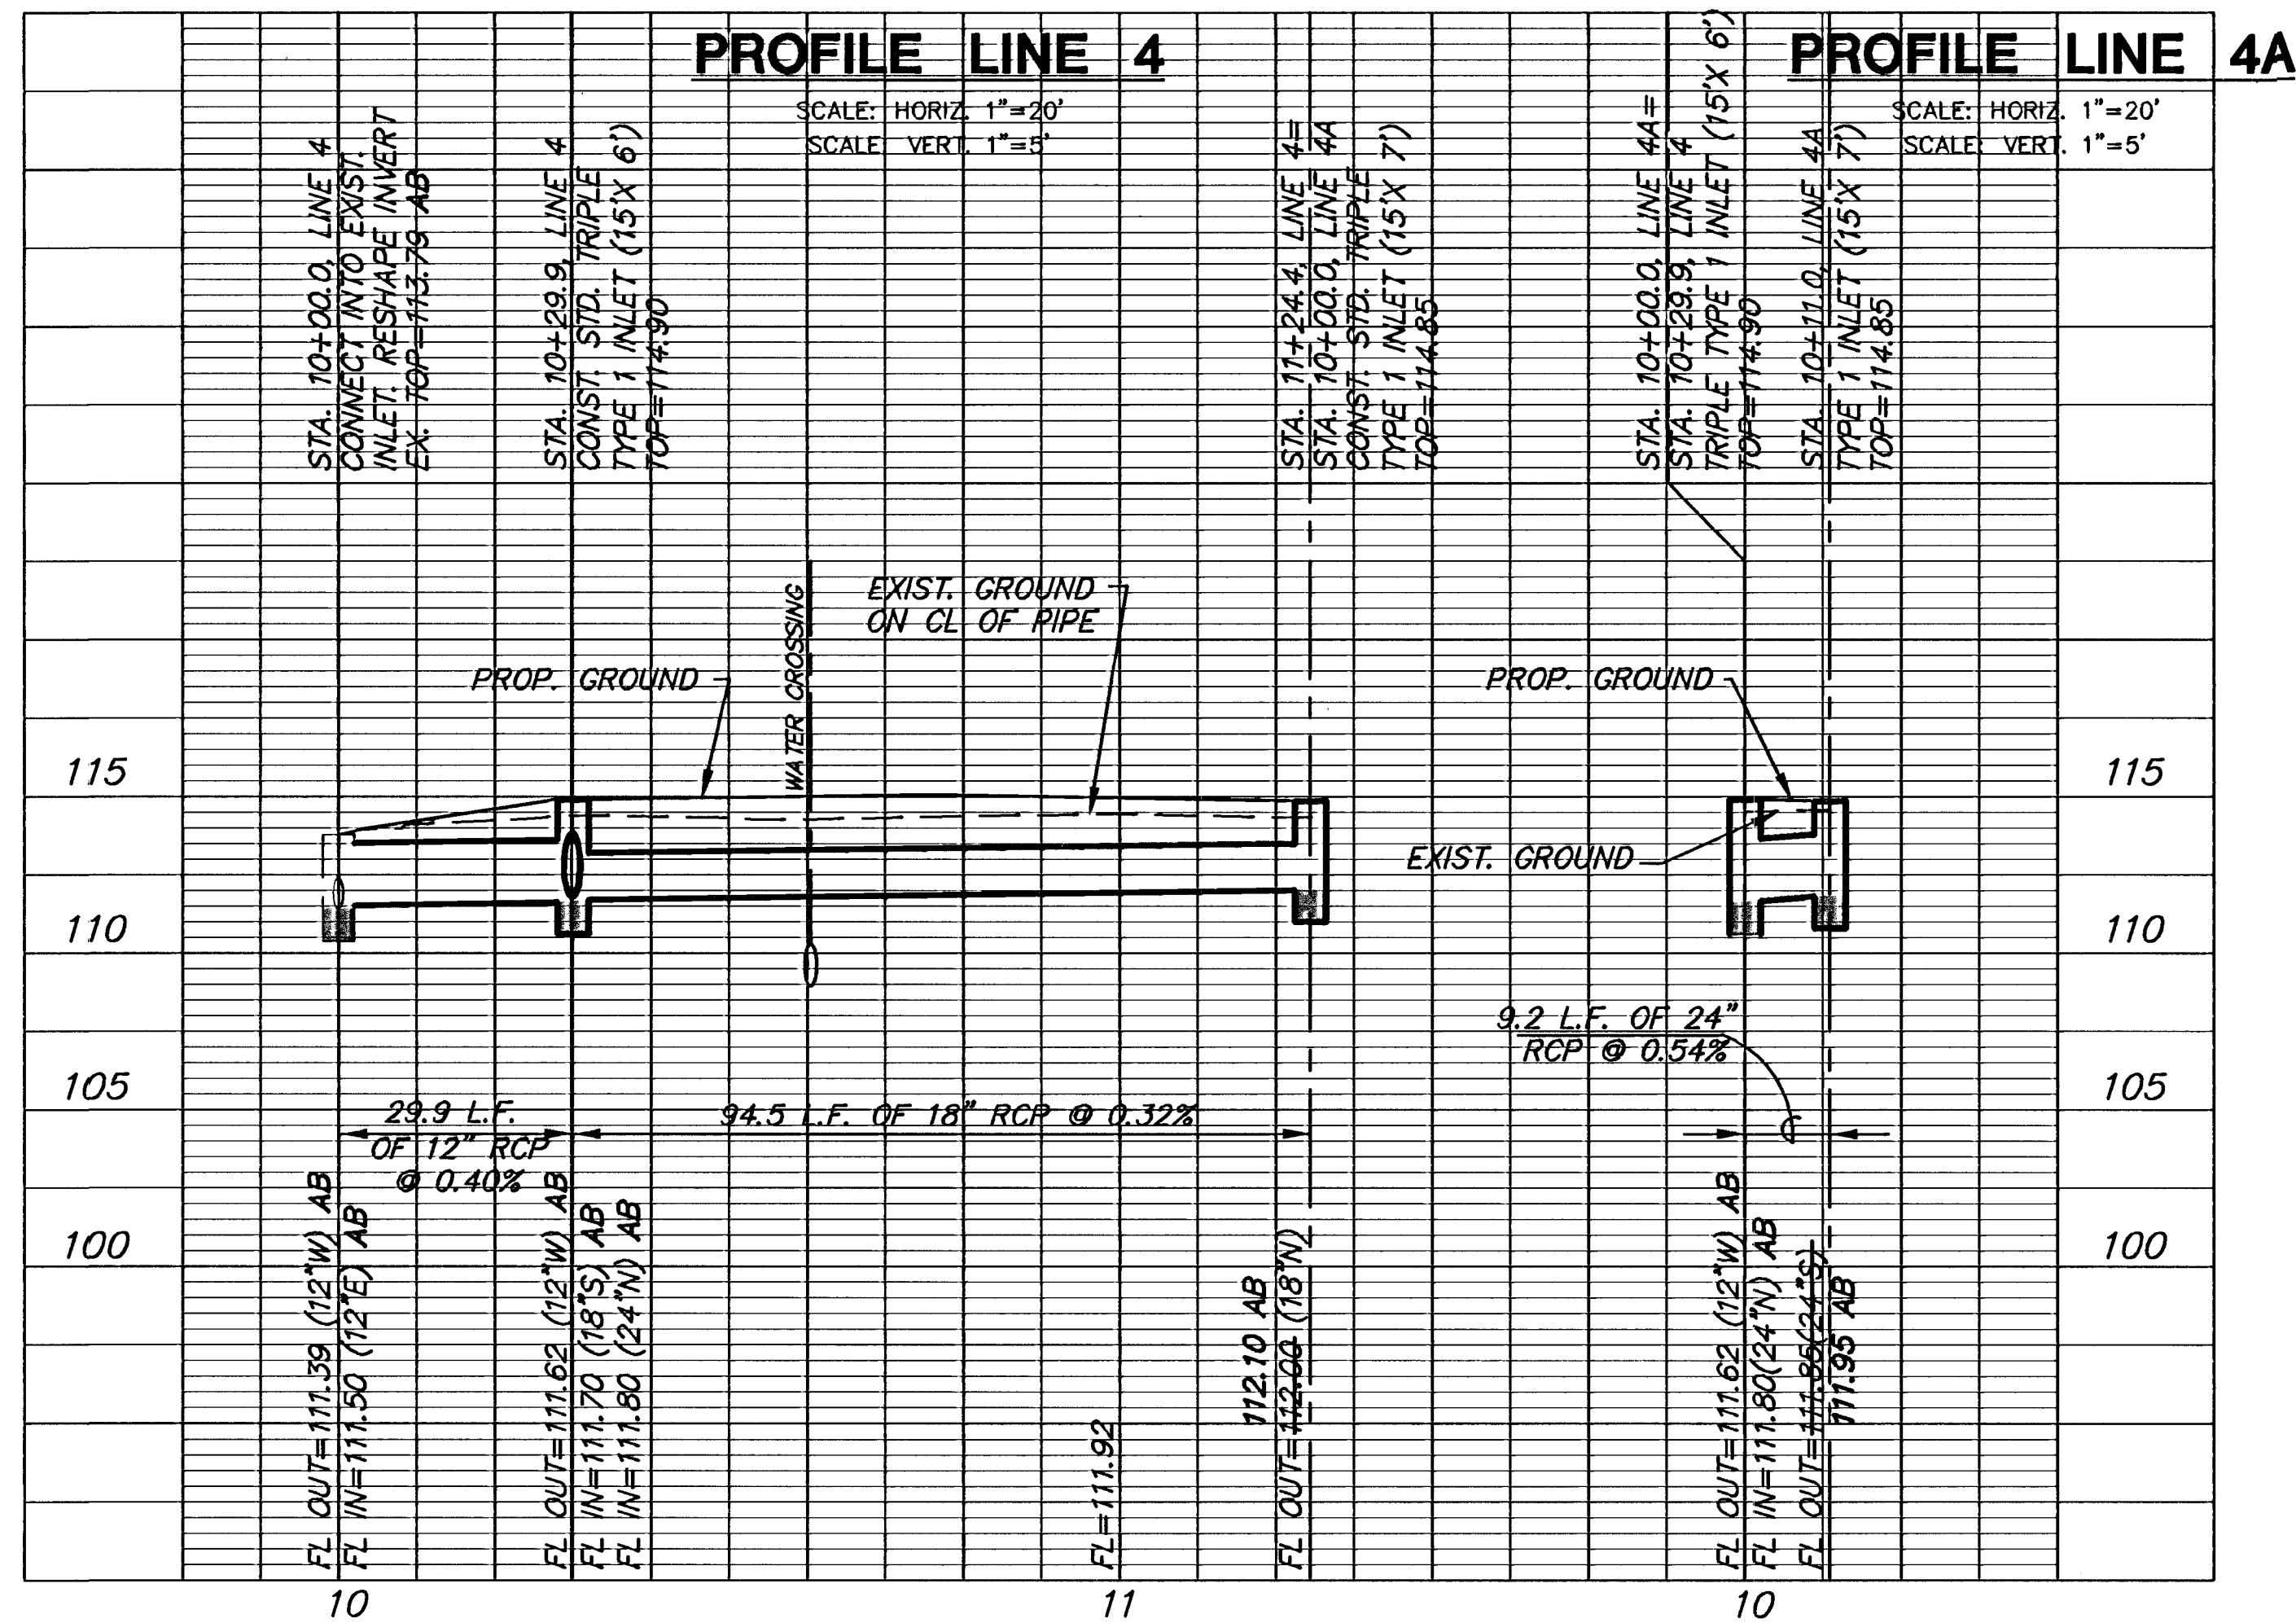 PROFILE LINE 4
SCALE: HORIZ. 1"=20'
SCALE: VERT. 1"=5'
PROFILE LINE 4A
SCALE: HORIZ. 1"=20'
SCALE: VERT. 1"=5'
STA. 10+00.0, LINE 4
CONNECT INTO EXIST.
INLET. RESHAPE INVERT
EX. TOP=113.79 AB
STA. 10+29.9, LINE 4
CONST. STD. TRIPLE
TYPE 1 INLET (15'X 6')
TOP=114.90
STA. 11+24.4, LINE 4=
STA. 10+00.0, LINE 4A
CONST. STD. TRIPLE
TYPE 1 INLET (15'X 7')
TOP=114.85
STA. 10+00.0, LINE 4A=
STA. 10+29.9, LINE 4
TRIPLE TYPE 1 INLET (15'X 6')
TOP=114.90
STA. 10+11.0, LINE 4A
TYPE 1 INLET (15'X 7')
TOP=114.85
WATER CROSSING
EXIST. GROUND
ON CL OF PIPE
PROP. GROUND
PROP. GROUND
EXIST. GROUND
115
115
110
110
105
105
100
100
29.9 L.F.
OF 12" RCP
@ 0.40%
94.5 L.F. OF 18" RCP @ 0.32%
9.2 L.F. OF 24"
RCP @ 0.54%
FL OUT=111.39 (12"W) AB
FL IN=111.50 (12"E) AB
FL OUT=111.62 (12"W) AB
FL IN=111.70 (18"S) AB
FL IN=111.80 (24"N) AB
FL=111.92
112.10 AB
FL OUT=112.00 (18"N)
FL OUT=111.62 (12"W) AB
FL IN=111.80(24"N) AB
FL OUT=111.85(24"S)
111.95 AB
10
11
10